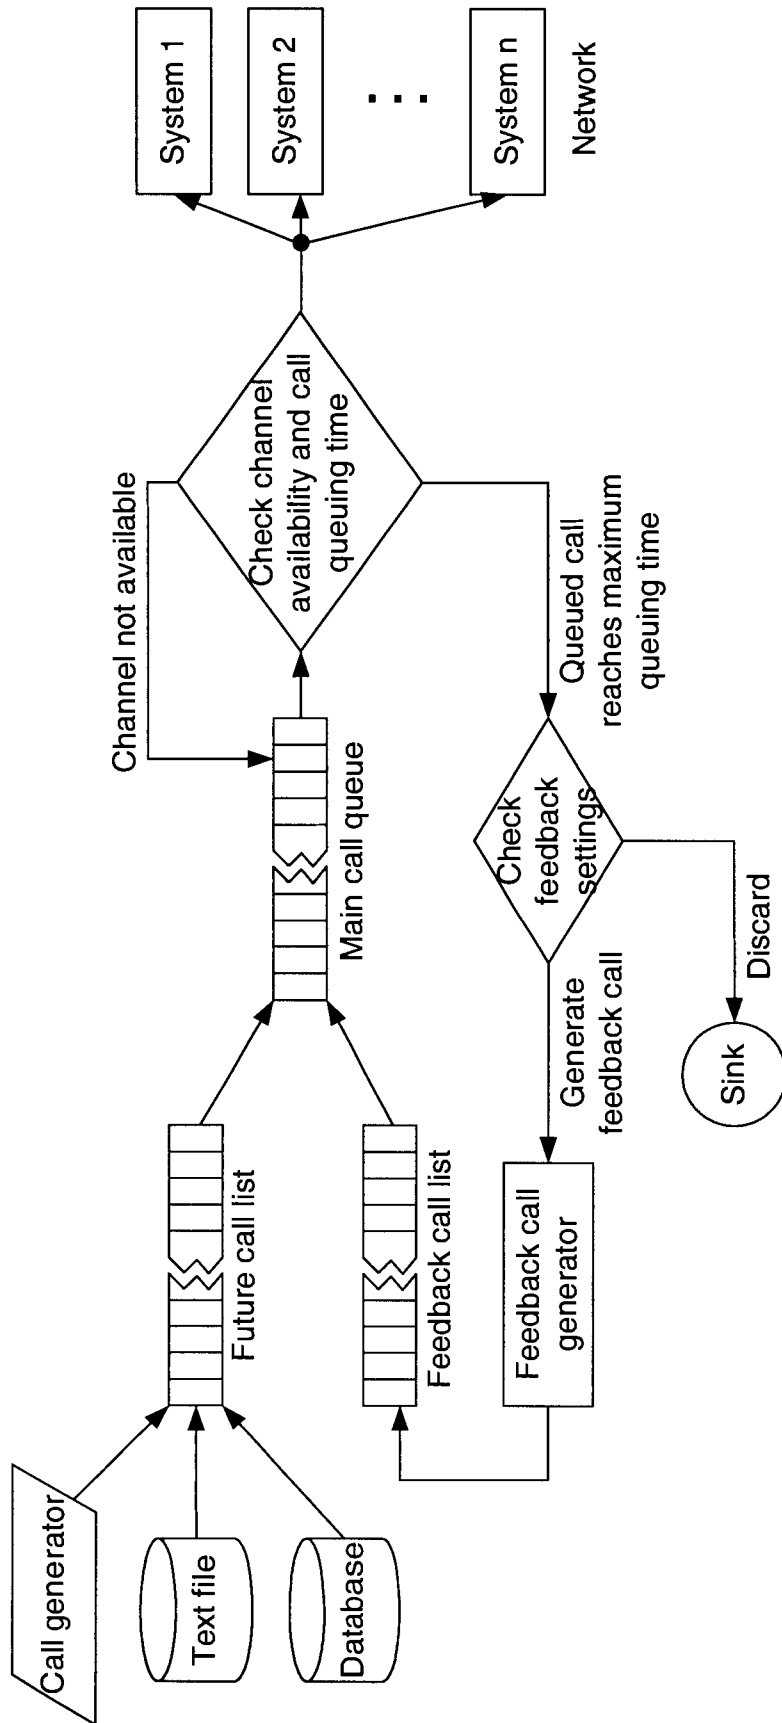 Call generator
Text file
Database
Future call list
Feedback call list
Feedback call
generator
Main call queue
Channel not available
Check channel
availability and call
queuing time
Queued call
reaches maximum
queuing time
Check
feedback
settings
Generate
feedback call
Discard
Sink
System 1
System 2
System n
Network